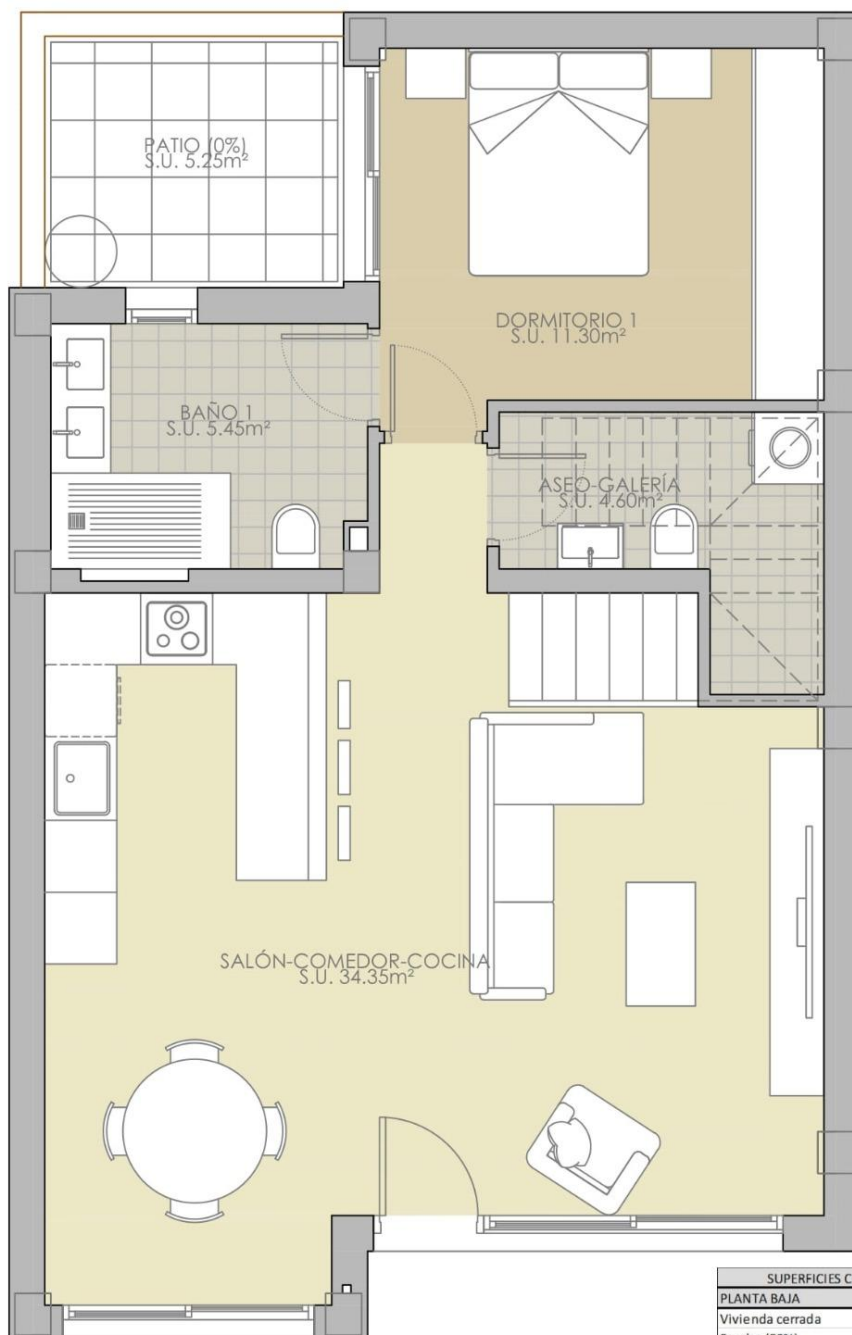 PATIO (0%)
S.U. 5.25m²
DORMITORIO 1
S.U. 11.30m²
BAÑO 1
S.U. 5.45m²
ASEO-GALERÍA
S.U. 4.60m²
SALÓN-COMEDOR-COCINA
S.U. 34.35m²
SUPERFICIES C
PLANTA BAJA
Vivienda cerrada